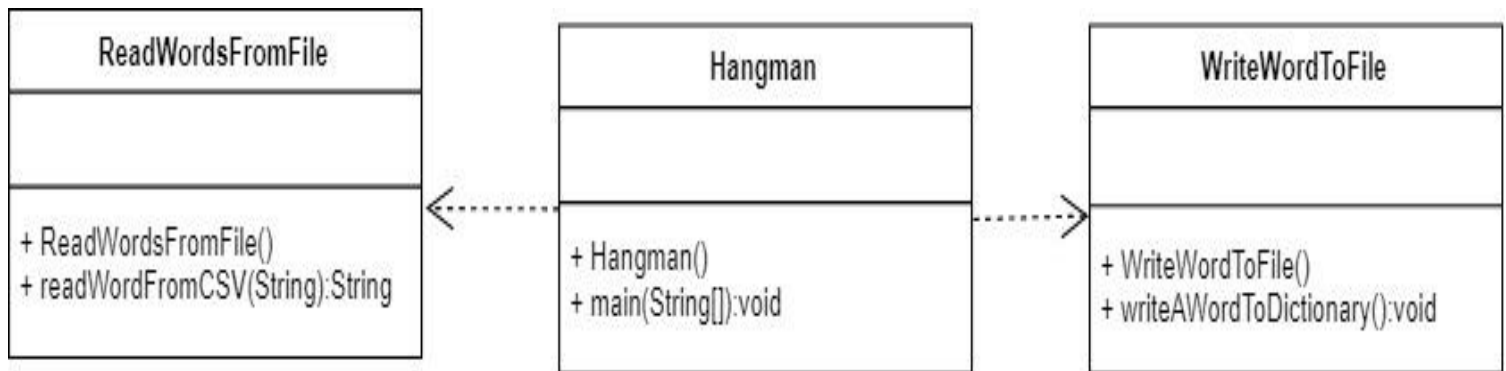 ReadWordsFromFile
+ ReadWordsFromFile()
+ readWordFromCSV(String):String
Hangman
+ Hangman()
+ main(String[]):void
WriteWordToFile
+ WriteWordToFile()
+ writeAWordToDictionary():void